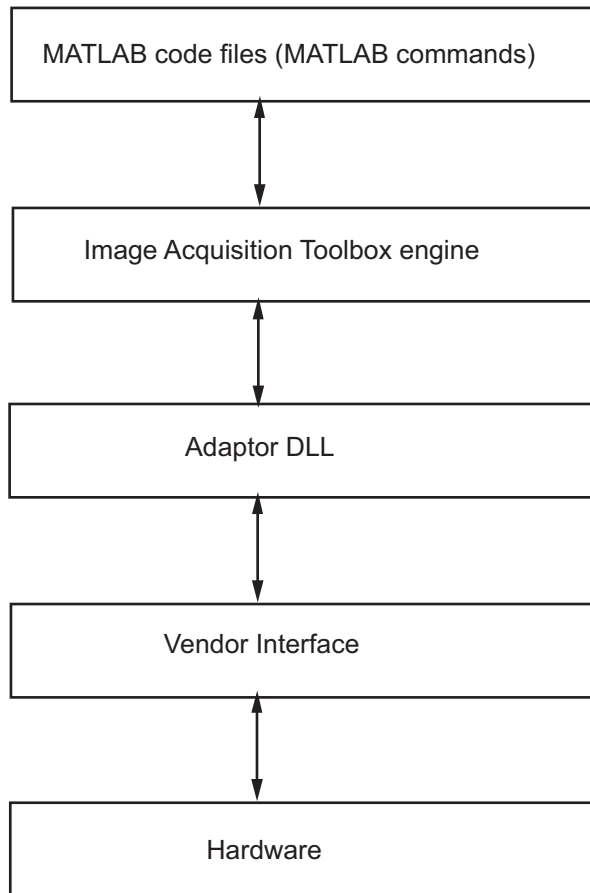 MATLAB code files (MATLAB commands)
Image Acquisition Toolbox engine
Adaptor DLL
Vendor Interface
Hardware